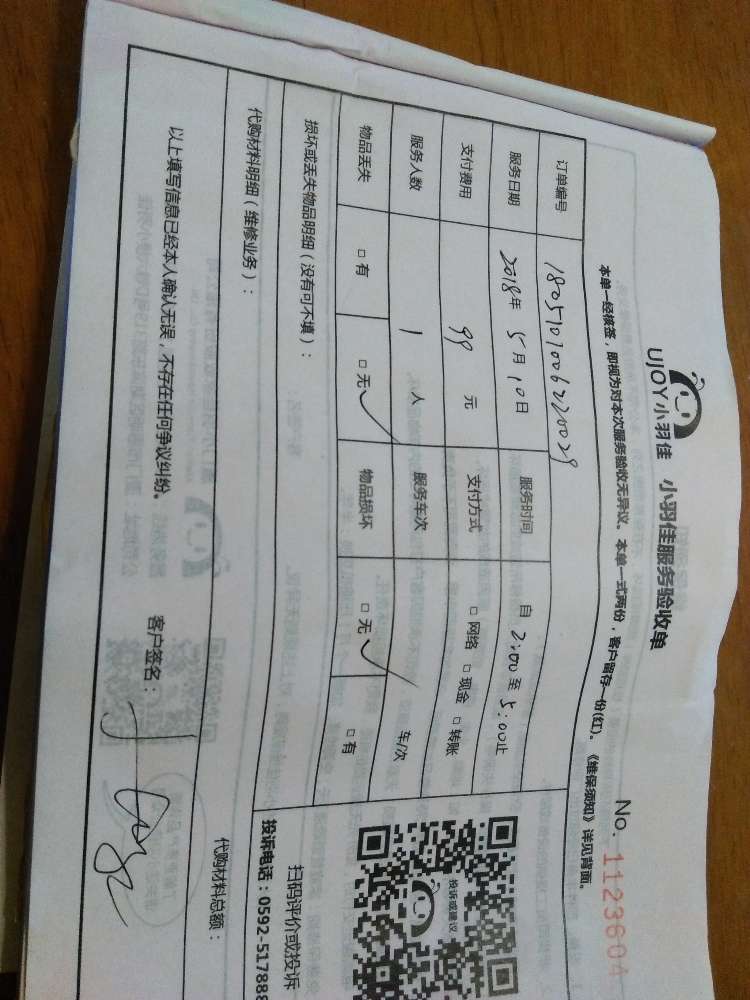 UJOY小羽佳 小羽佳服务验收单
No. 1123604
本单一经核签，即视为对本次服务验收无异议。本单一式两份，客户留存一份(红)。《维保须知》详见背面。
订单编号 1805101006220029
服务日期 2018年 5月10日 服务时间 自 2:00 至 5:00止
支付费用 99 元 支付方式 □网络 □现金 □转账
服务人数 1 人 服务车次 / 车/次
物品丢失 □有 □无✓ 物品损坏 □无✓ □有
损坏或丢失物品明细（没有可不填）：
代购材料明细（维修业务）：
代购材料总额：
以上填写信息已经本人确认无误，不存在任何争议纠纷。
客户签名：
投诉或建议
扫码评价或投诉
投诉电话：0592-51788